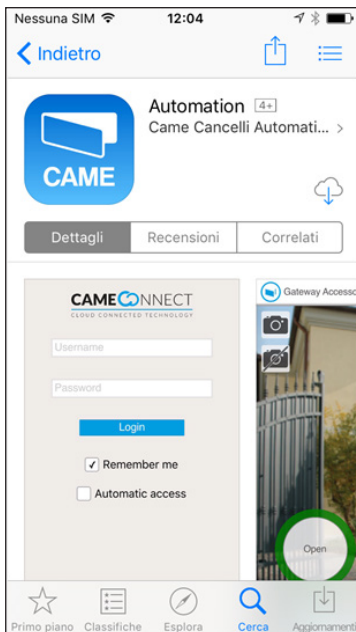 Nessuna SIM 12:04
Indietro
Automation 4+
Came Cancelli Automati... >
CAME
Dettagli Recensioni Correlati
CAMECONNECT
CLOUD CONNECTED TECHNOLOGY
Username
Password
Login
Remember me
Automatic access
Gateway Accesso
Open
Primo piano Classifiche Esplora Cerca Aggiornamenti